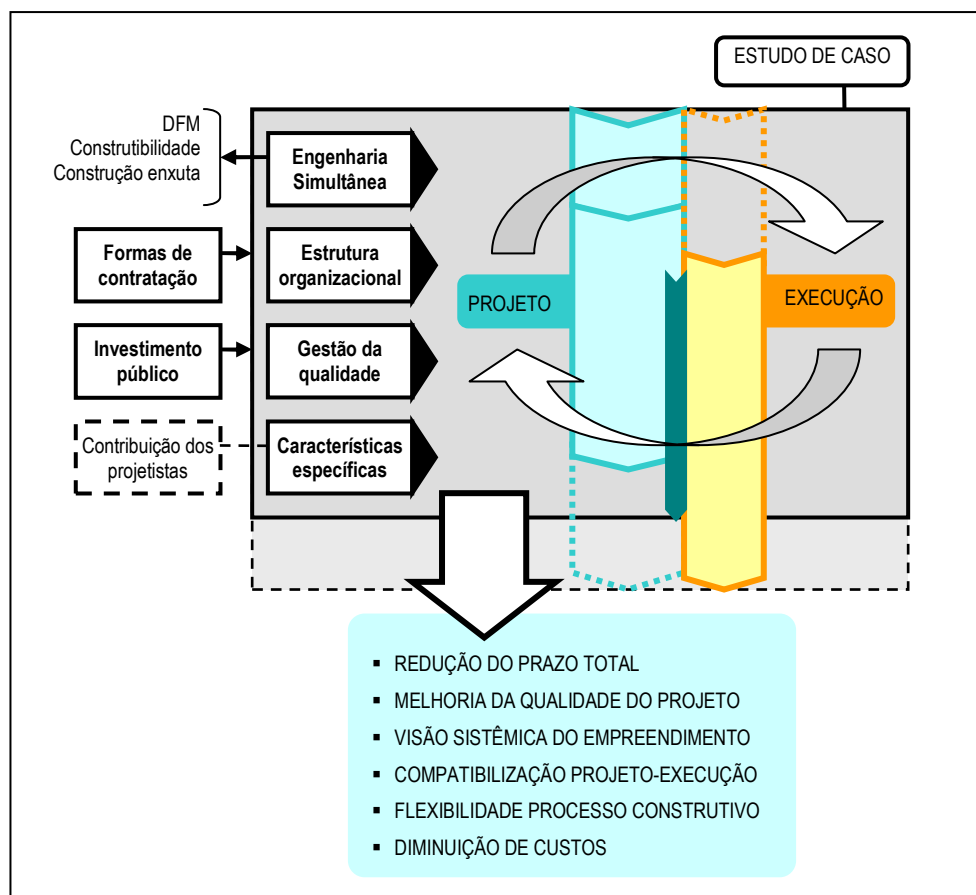 ESTUDO DE CASO
DFM
Construtibilidade
Construção enxuta
Engenharia
Simultânea
Formas de
contratação
Estrutura
organizacional
PROJETO
EXECUÇÃO
Investimento
público
Gestão da
qualidade
Contribuição dos
projetistas
Características
específicas
▪ REDUÇÃO DO PRAZO TOTAL
▪ MELHORIA DA QUALIDADE DO PROJETO
▪ VISÃO SISTÊMICA DO EMPREENDIMENTO
▪ COMPATIBILIZAÇÃO PROJETO-EXECUÇÃO
▪ FLEXIBILIDADE PROCESSO CONSTRUTIVO
▪ DIMINUIÇÃO DE CUSTOS